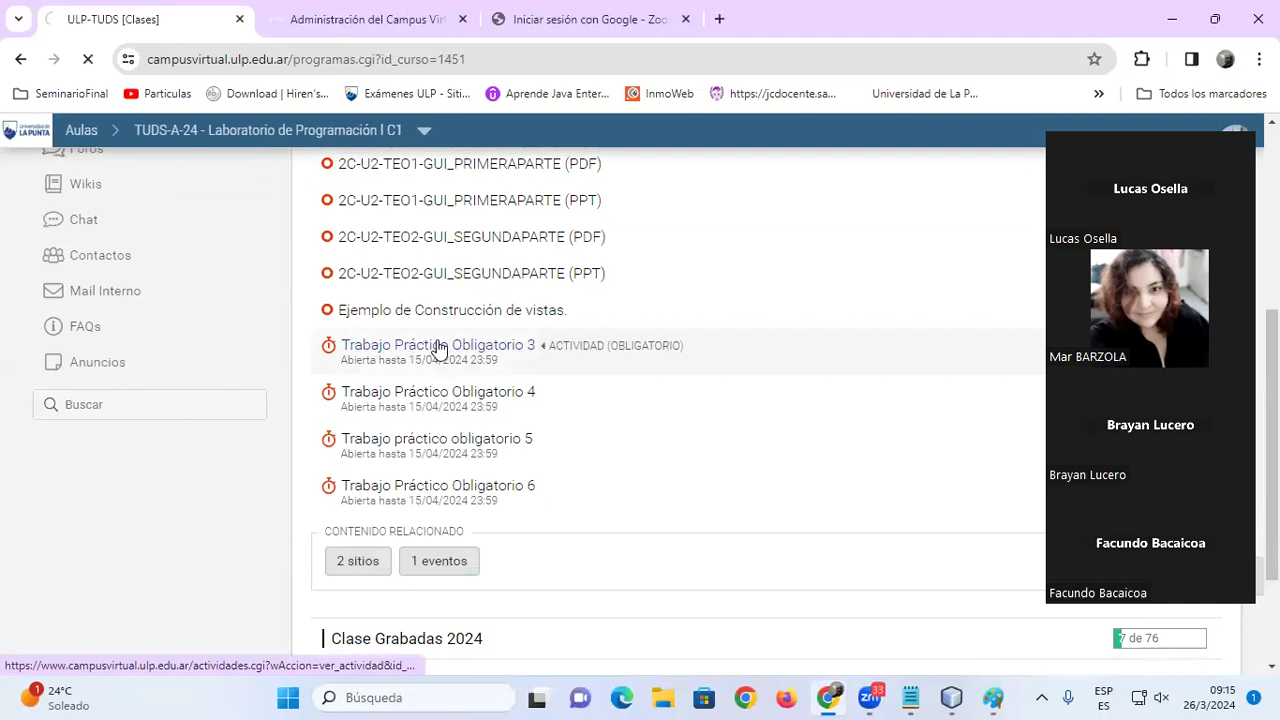 ULP-TUDS [Clases]
Administración del Campus Vir
Iniciar sesión con Google - Zoo
campusvirtual.ulp.edu.ar/programas.cgi?id_curso=1451
SeminarioFinal
Particulas
Download | Hiren's...
Exámenes ULP - Siti...
Aprende Java Enter...
InmoWeb
https://jcdocente.sa...
Universidad de La P...
Todos los marcadores
LA PUNTA
Aulas
TUDS-A-24 - Laboratorio de Programación I C1
Foros
Wikis
Chat
Contactos
Mail Interno
FAQs
Anuncios
Buscar
2C-U2-TEO1-GUI_PRIMERAPARTE (PDF)
2C-U2-TEO1-GUI_PRIMERAPARTE (PPT)
2C-U2-TEO2-GUI_SEGUNDAPARTE (PDF)
2C-U2-TEO2-GUI_SEGUNDAPARTE (PPT)
Ejemplo de Construcción de vistas.
Trabajo Práctico Obligatorio 3 ACTIVIDAD (OBLIGATORIO)
Abierta hasta 15/04/2024 23:59
Trabajo Práctico Obligatorio 4
Abierta hasta 15/04/2024 23:59
Trabajo práctico obligatorio 5
Abierta hasta 15/04/2024 23:59
Trabajo Práctico Obligatorio 6
Abierta hasta 15/04/2024 23:59
CONTENIDO RELACIONADO
2 sitios
1 eventos
Clase Grabadas 2024
7 de 76
Lucas Osella
Lucas Osella
Mar BARZOLA
Brayan Lucero
Brayan Lucero
Facundo Bacaicoa
Facundo Bacaicoa
https://www.campusvirtual.ulp.edu.ar/actividades.cgi?wAccion=ver_actividad&id_...
1
24°C
Soleado
Búsqueda
33
ESP
ES
09:15
26/3/2024
1